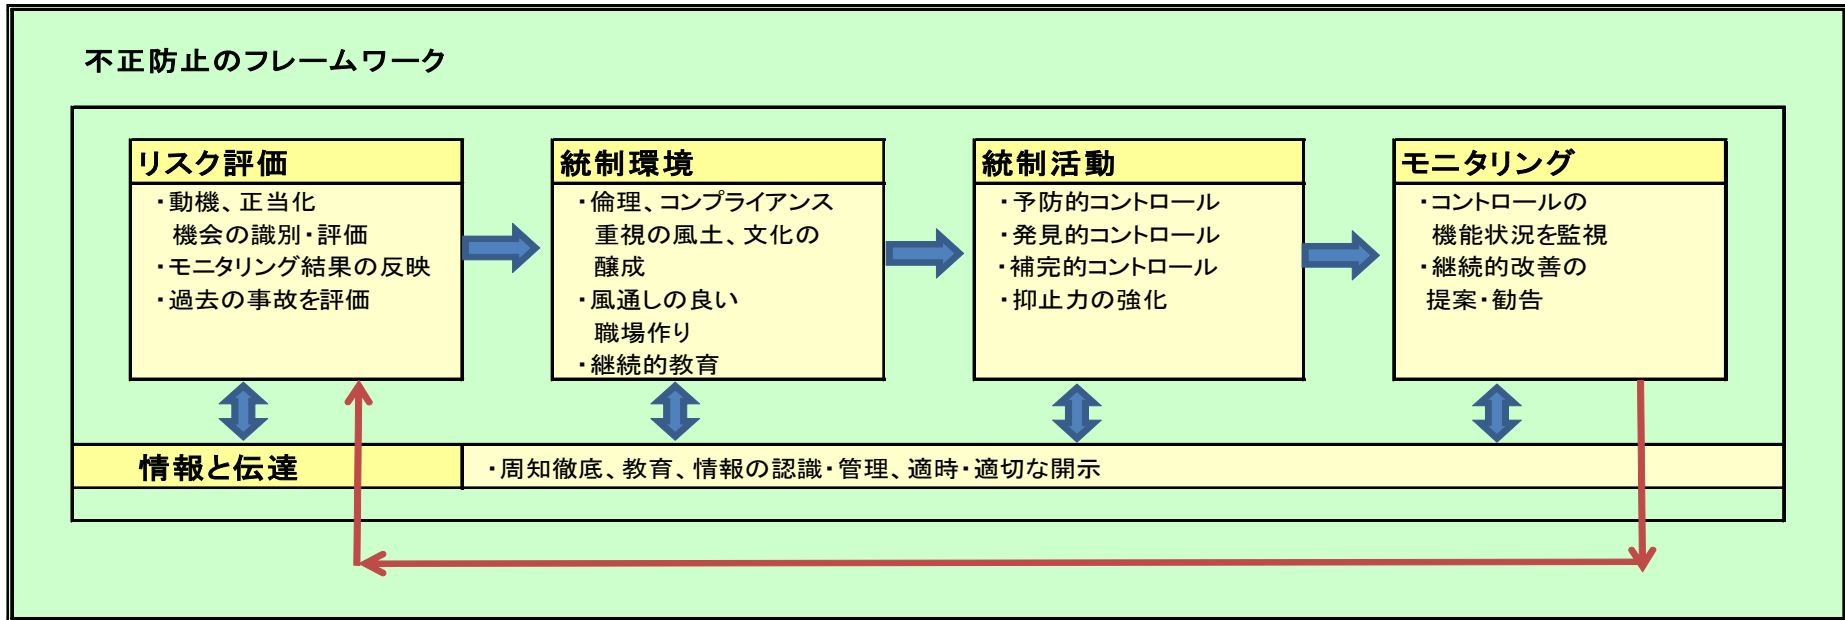 不正防止のフレームワーク
リスク評価
・動機、正当化
機会の識別・評価
・モニタリング結果の反映
・過去の事故を評価
統制環境
・倫理、コンプライアンス
重視の風土、文化の
醸成
・風通しの良い
職場作り
・継続的教育
統制活動
・予防的コントロール
・発見的コントロール
・補完的コントロール
・抑止力の強化
モニタリング
・コントロールの
機能状況を監視
・継続的改善の
提案・勧告
情報と伝達
・周知徹底、教育、情報の認識・管理、適時・適切な開示